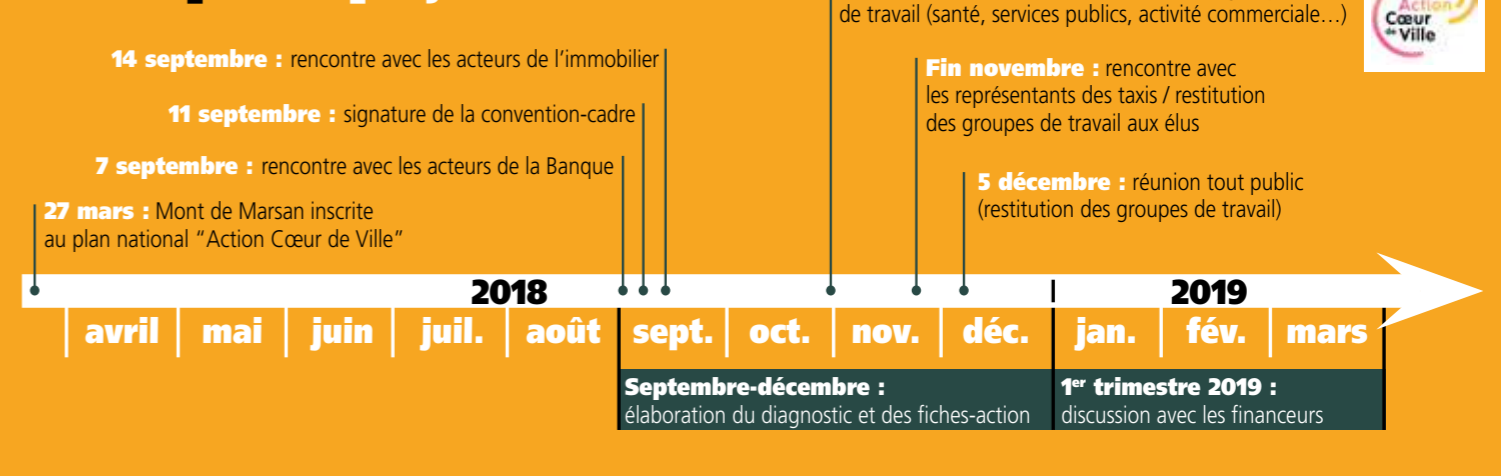 de travail (santé, services publics, activité commerciale…)
Action
Cœur
de Ville
14 septembre : rencontre avec les acteurs de l’immobilier
Fin novembre : rencontre avec
les représentants des taxis / restitution
des groupes de travail aux élus
11 septembre : signature de la convention-cadre
7 septembre : rencontre avec les acteurs de la Banque
5 décembre : réunion tout public
(restitution des groupes de travail)
27 mars : Mont de Marsan inscrite
au plan national “Action Cœur de Ville”
2018
2019
avril mai juin juil. août sept. oct. nov. déc. jan. fév. mars
Septembre-décembre :
élaboration du diagnostic et des fiches-action
1er trimestre 2019 :
discussion avec les financeurs